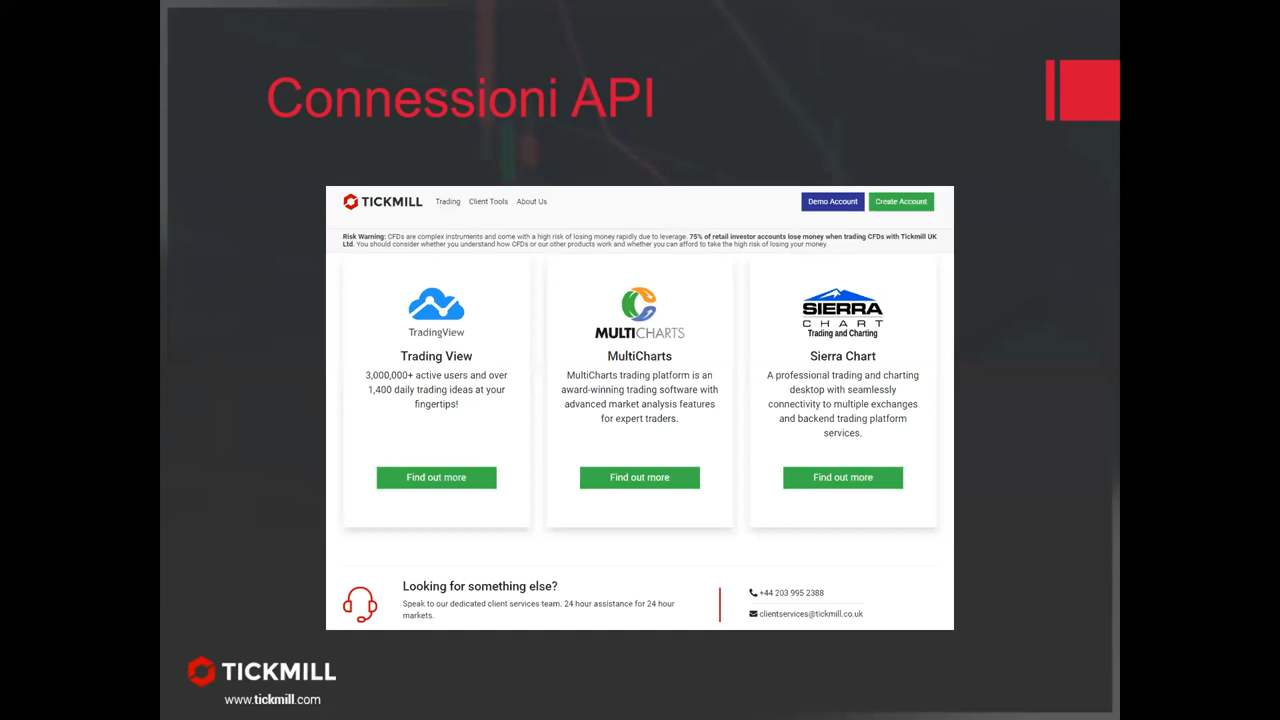 Connessioni API
TICKMILL
Trading Client Tools About Us
Demo Account Create Account
Risk Warning: CFDs are complex instruments and come with a high risk of losing money rapidly due to leverage. 75% of retail investor accounts lose money when trading CFDs with Tickmill UK
Ltd. You should consider whether you understand how CFDs or our other products work and whether you can afford to take the high risk of losing your money.
TradingView
Trading View
3,000,000+ active users and over
1,400 daily trading ideas at your
fingertips!
Find out more
MULTICHARTS
MultiCharts
MultiCharts trading platform is an
award-winning trading software with
advanced market analysis features
for expert traders.
Find out more
SIERRA
CHART
Trading and Charting
Sierra Chart
A professional trading and charting
desktop with seamlessly
connectivity to multiple exchanges
and backend trading platform
services.
Find out more
Looking for something else?
Speak to our dedicated client services team. 24 hour assistance for 24 hour
markets.
+44 203 995 2388
clientservices@tickmill.co.uk
TICKMILL
www.tickmill.com